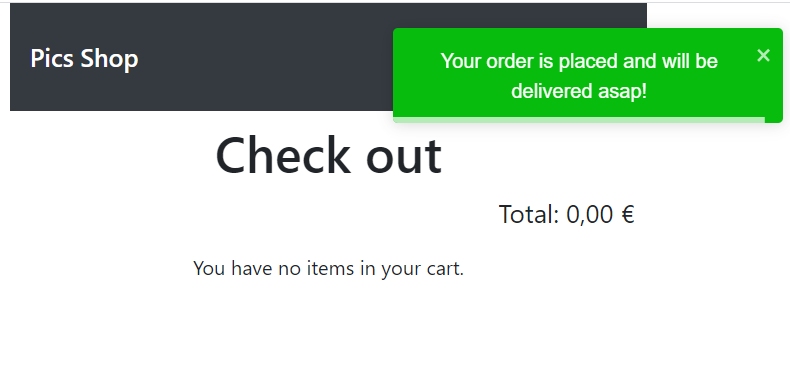 Pics Shop
Your order is placed and will be
delivered asap!
×
Check out
Total: 0,00 €
You have no items in your cart.